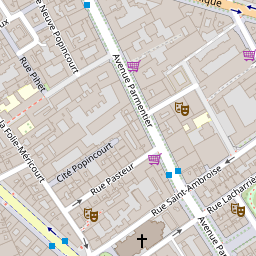 Rue Neuve Popincourt
Avenue Parmentier
Rue Pihet
la Folie-Méricourt
Cité Popincourt
Rue Pasteur
Rue Saint-Ambroise
Rue Lacharrière
Avenue Pa